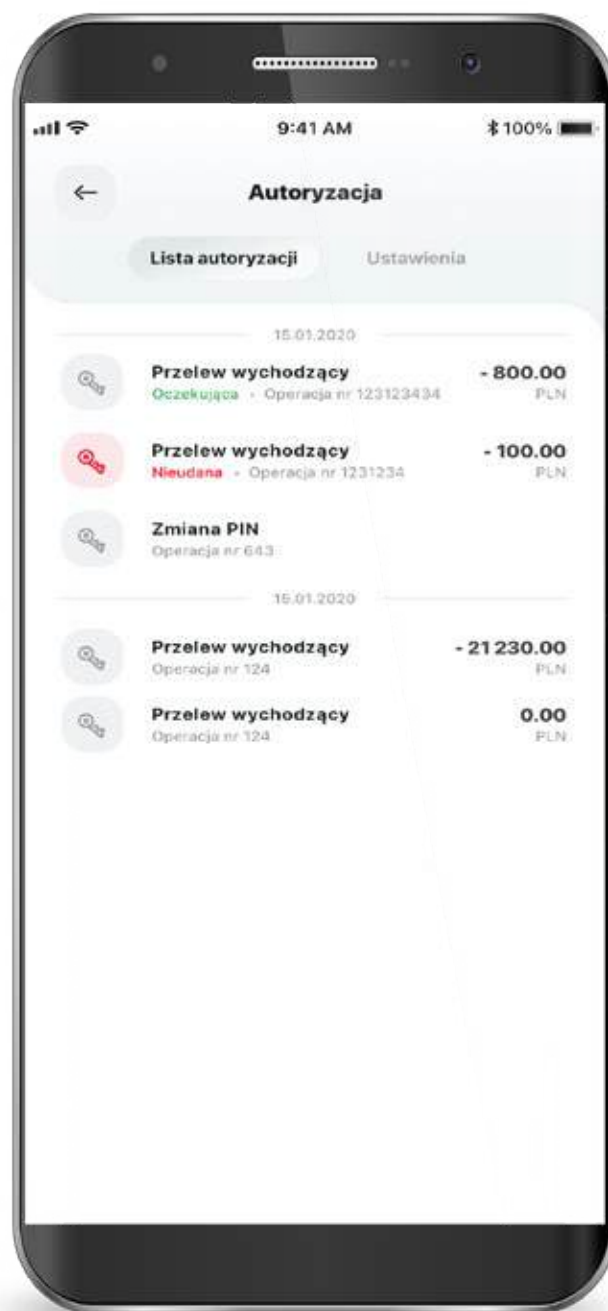 9:41 AM
100%
Autoryzacja
Lista autoryzacji Ustawienia
15.01.2020
Przelew wychodzący - 800.00
Oczekująca • Operacja nr 123123434 PLN
Przelew wychodzący - 100.00
Nieudana • Operacja nr 1231234 PLN
Zmiana PIN
Operacja nr 643
15.01.2020
Przelew wychodzący - 21 230.00
Operacja nr 124 PLN
Przelew wychodzący 0.00
Operacja nr 124 PLN